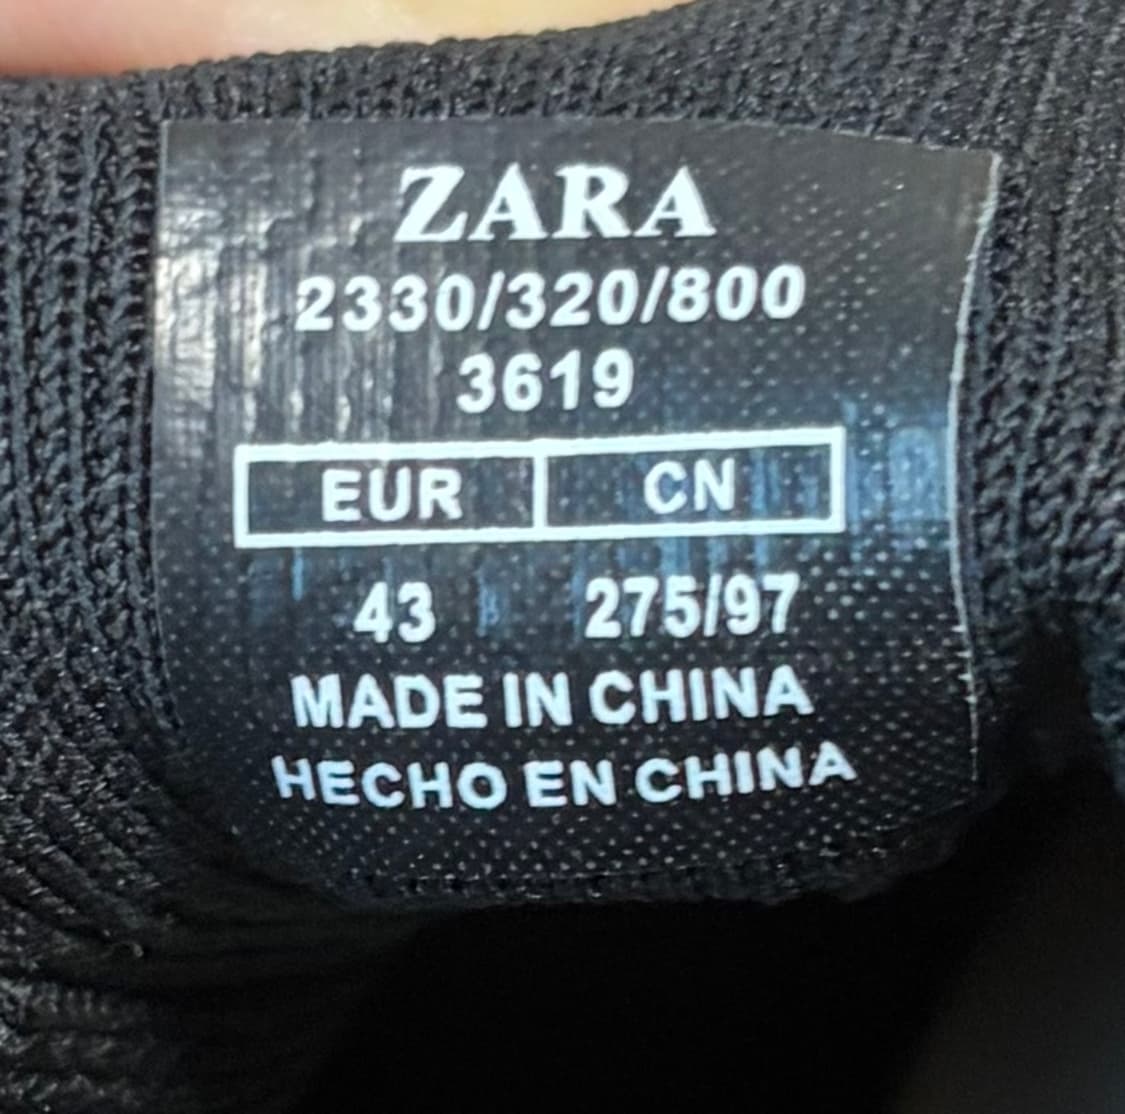 ZARA
2330/320/800
3619
EUR CN
43 275/97
MADE IN CHINA
HECHO EN CHINA